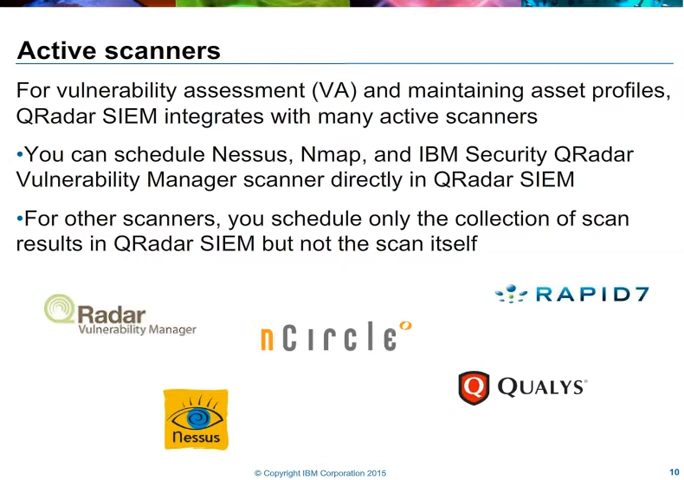 Active scanners
For vulnerability assessment (VA) and maintaining asset profiles,
QRadar SIEM integrates with many active scanners
•You can schedule Nessus, Nmap, and IBM Security QRadar
Vulnerability Manager scanner directly in QRadar SIEM
•For other scanners, you schedule only the collection of scan
results in QRadar SIEM but not the scan itself
RAPID7
QRadar
Vulnerability Manager
nCircle
Q QUALYS®
nessus
© Copyright IBM Corporation 2015
10